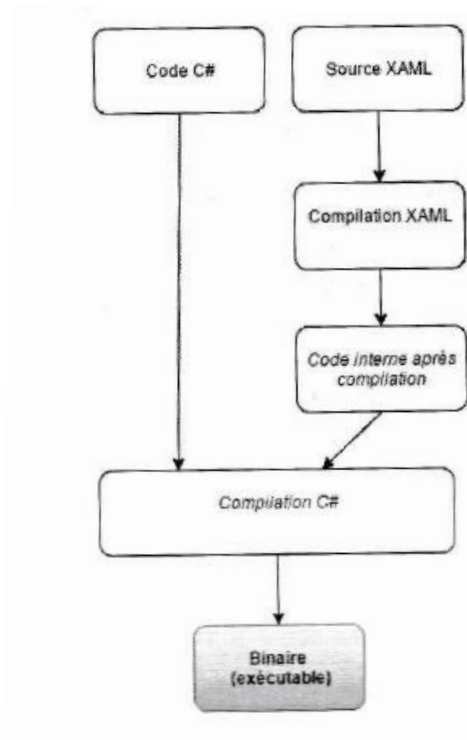 Code C#
Source XAML
Compilation XAML
Code interne après
compilation
Compilation C#
Binaire
(exécutable)